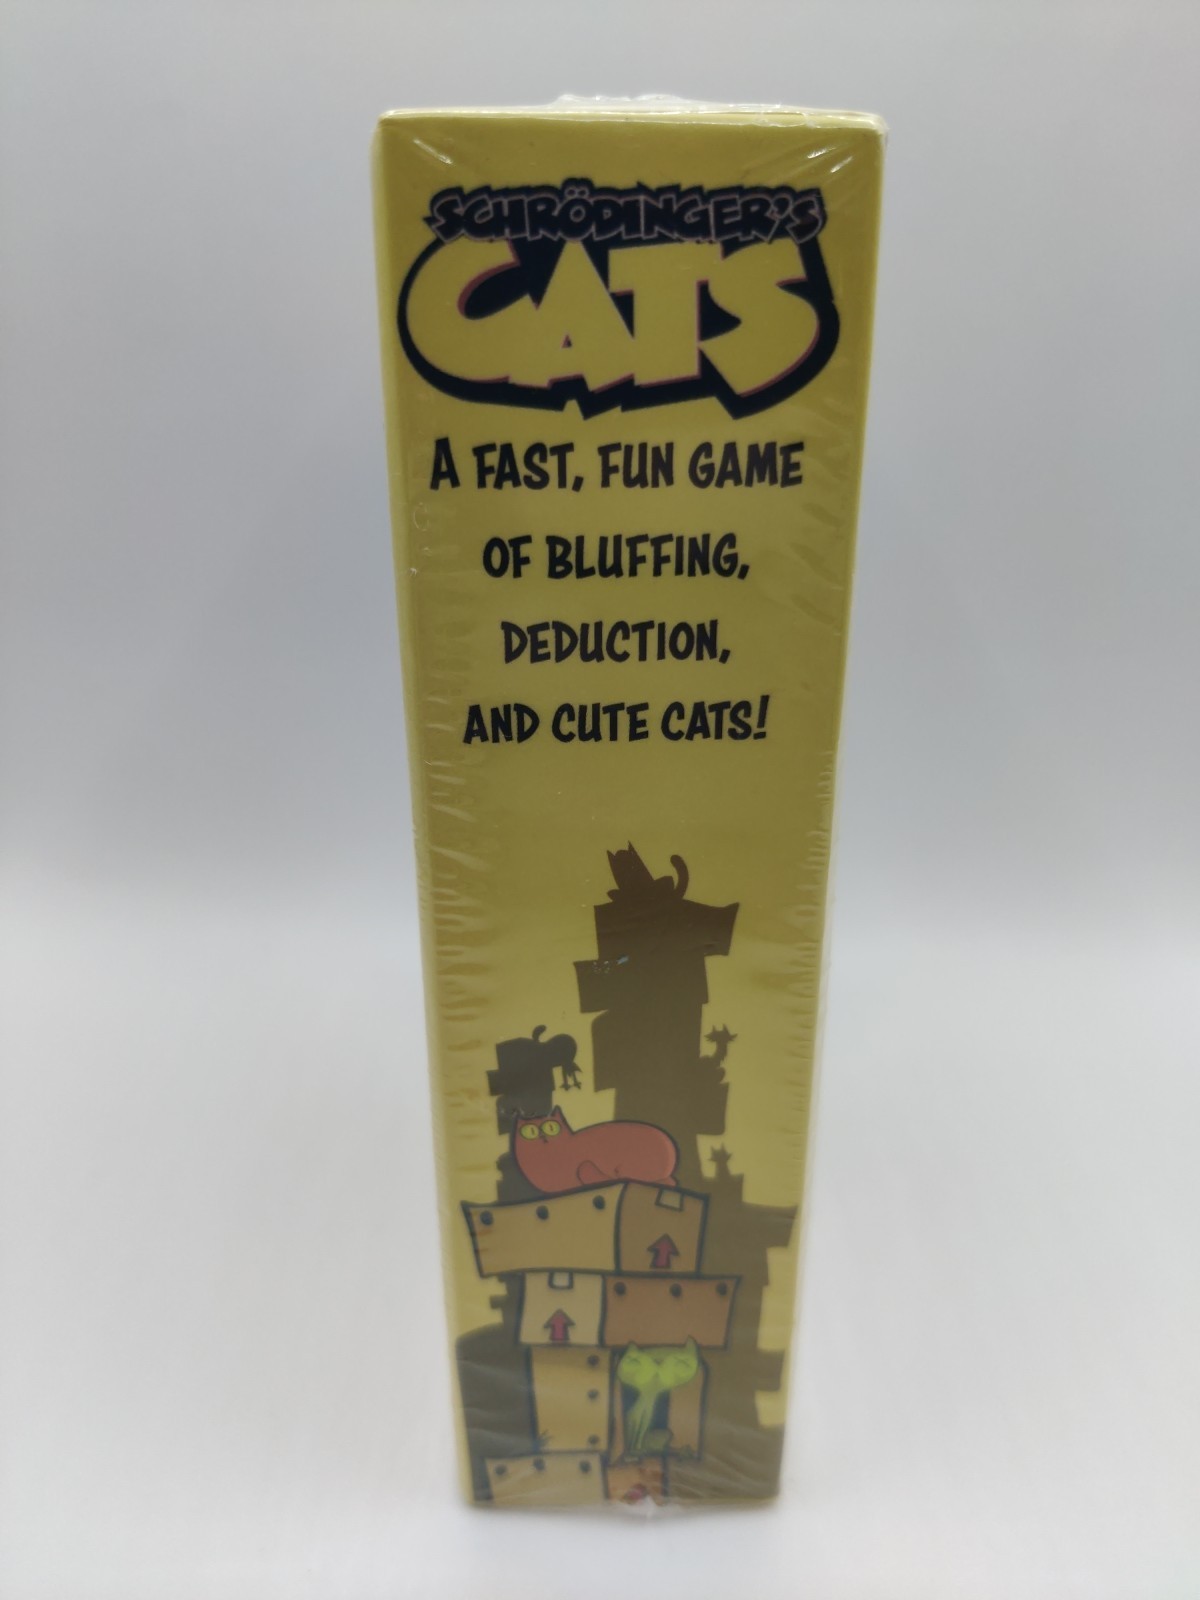 SCHRÖDINGER'S
CATS
A FAST, FUN GAME
OF BLUFFING,
DEDUCTION,
AND CUTE CATS!